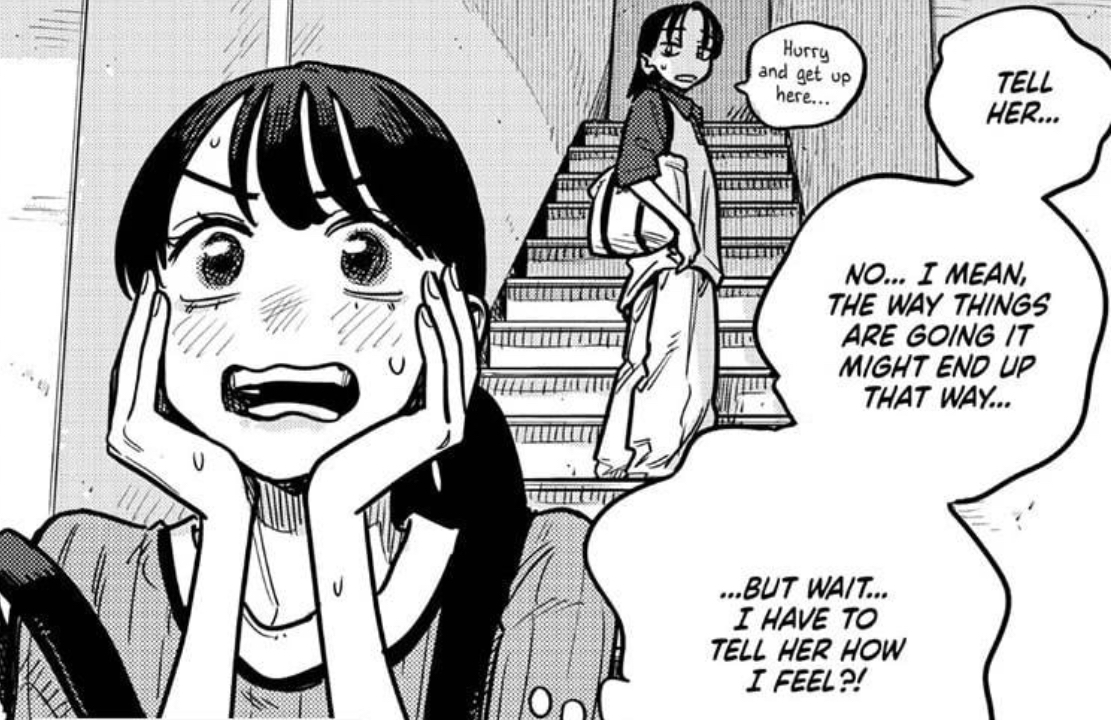 TELL
HER...
Hurry
and get up
here...
NO... I MEAN,
THE WAY THINGS
ARE GOING IT
MIGHT END UP
THAT WAY...
...BUT WAIT...
I HAVE TO
TELL HER HOW
I FEEL?!